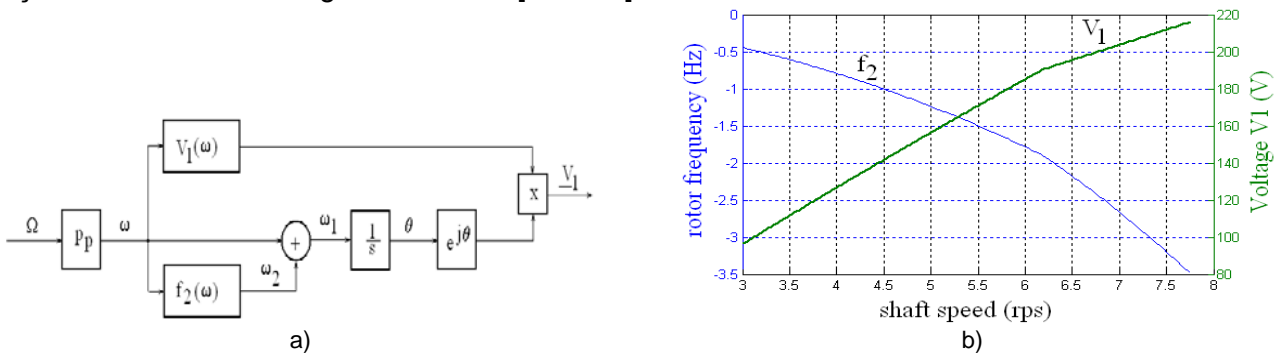 V1(ω)
V1
x
Ω
Pp
ω
+
ω1
1
s
θ
e jθ
ω2
f2(ω)
a)
0
-0.5
-1
-1.5
-2
-2.5
-3
-3.5
rotor frequency (Hz)
f2
V1
220
200
180
160
140
120
100
80
Voltage V1 (V)
3 3.5 4 4.5 5 5.5 6 6.5 7 7.5 8
shaft speed (rps)
b)